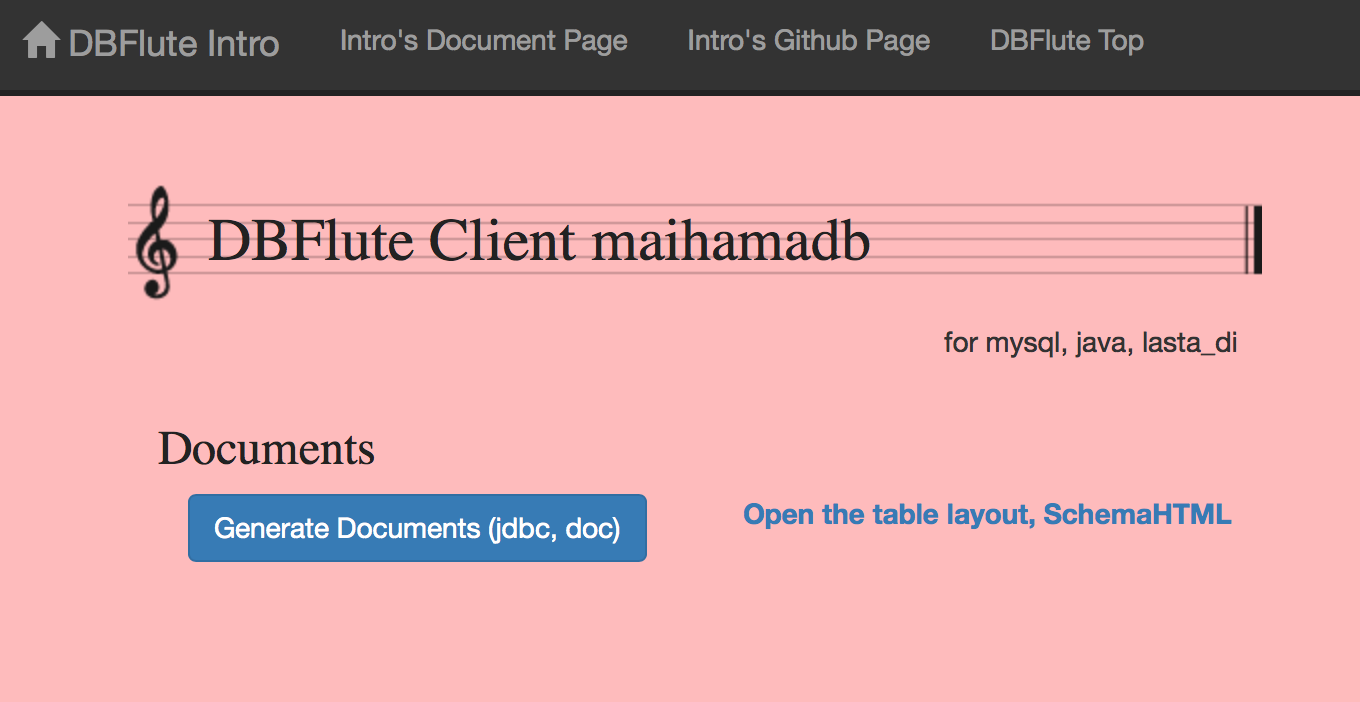 DBFlute Intro Intro's Document Page Intro's Github Page DBFlute Top
DBFlute Client maihamadb
for mysql, java, lasta_di
Documents
Generate Documents (jdbc, doc) Open the table layout, SchemaHTML